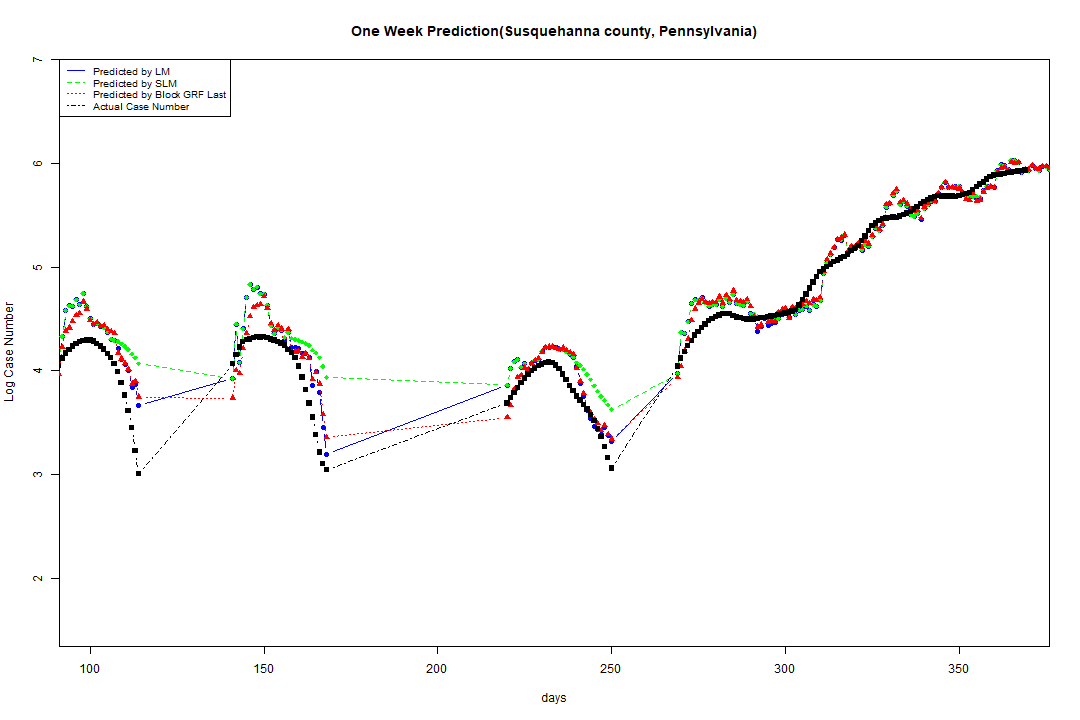 One Week Prediction(Susquehanna county, Pennsylvania)
Predicted by LM
Predicted by SLM
Predicted by Block GRF Last
Actual Case Number
7
6
5
4
3
2
Log Case Number
100 150 200 250 300 350
days